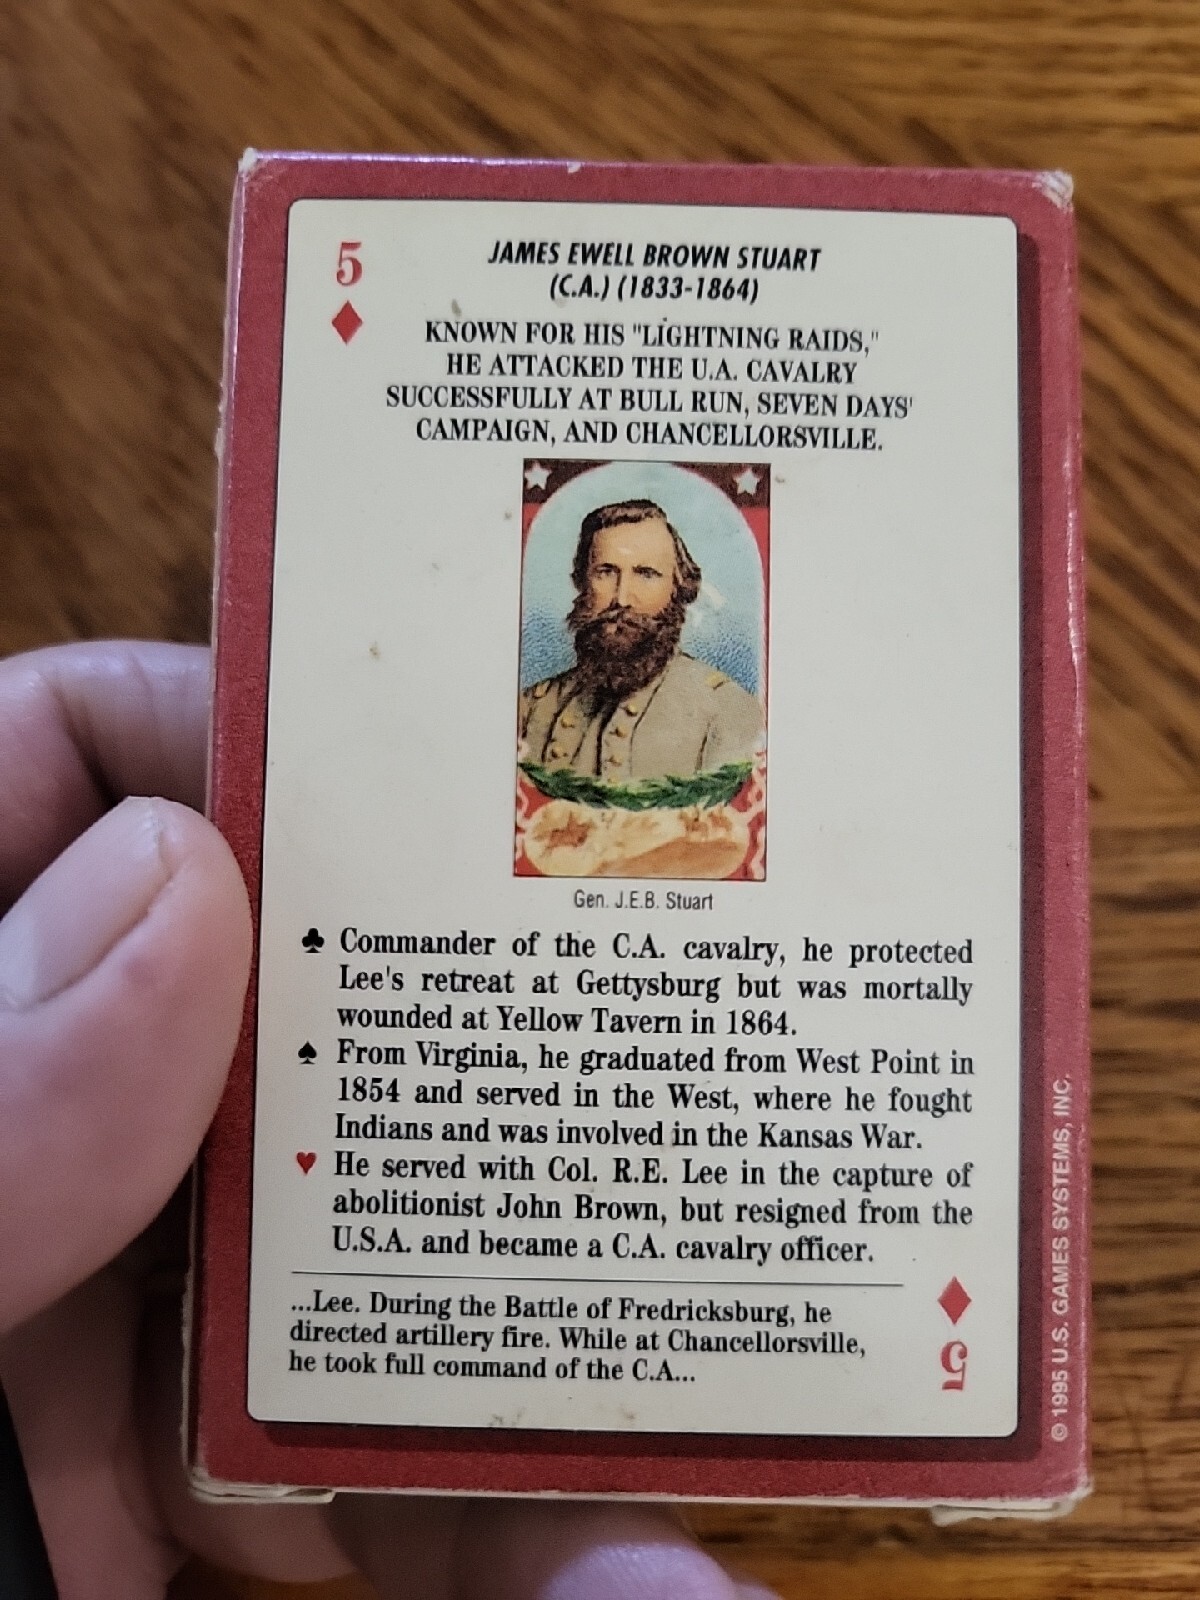 5
JAMES EWELL BROWN STUART
(C.A.) (1833-1864)
KNOWN FOR HIS "LIGHTNING RAIDS,"
HE ATTACKED THE U.A. CAVALRY
SUCCESSFULLY AT BULL RUN, SEVEN DAYS'
CAMPAIGN, AND CHANCELLORSVILLE.
Gen. J.E.B. Stuart
♣ Commander of the C.A. cavalry, he protected
Lee's retreat at Gettysburg but was mortally
wounded at Yellow Tavern in 1864.
♠ From Virginia, he graduated from West Point in
1854 and served in the West, where he fought
Indians and was involved in the Kansas War.
♥ He served with Col. R.E. Lee in the capture of
abolitionist John Brown, but resigned from the
U.S.A. and became a C.A. cavalry officer.
...Lee. During the Battle of Fredricksburg, he
directed artillery fire. While at Chancellorsville,
he took full command of the C.A...
5
© 1995 U.S. GAMES SYSTEMS, INC.